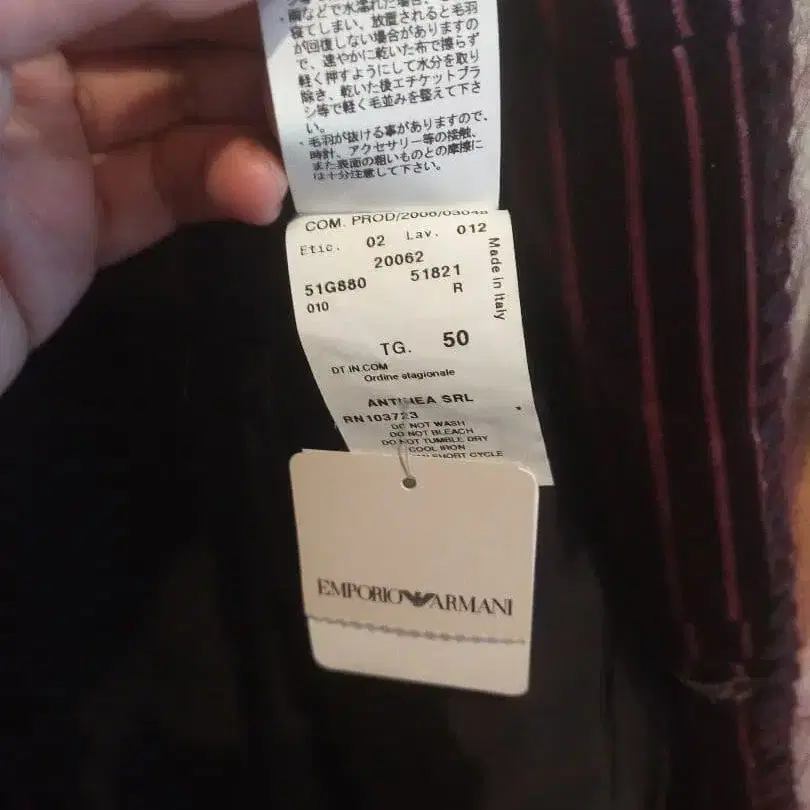 ・雨などで水濡れた場合、
寝てしまい、放置されると毛羽
が回復しない場合がありますの
で、速やかに乾いた布で擦らず
軽く押すようにして水分を取り
除き、乾いた後エチケットブラ
シ等で軽く毛並みを整えて下さ
い。
・毛羽が抜ける事がありますので、
時計、アクセサリー等の接触、
また表面の粗いものとの摩擦に
は十分注意して下さい。
COM. PROD/2006/03048
Etic. 02 Lav. 012
20062
51G880 51821
010 R
Made in Italy
TG. 50
DT.IN.COM
Ordine stagionale
SRL
RN103723
DO NOT WASH
DO NOT BLEACH
DO NOT TUMBLE DRY
COOL IRON
SHORT CYCLE
EMPORIO ARMANI